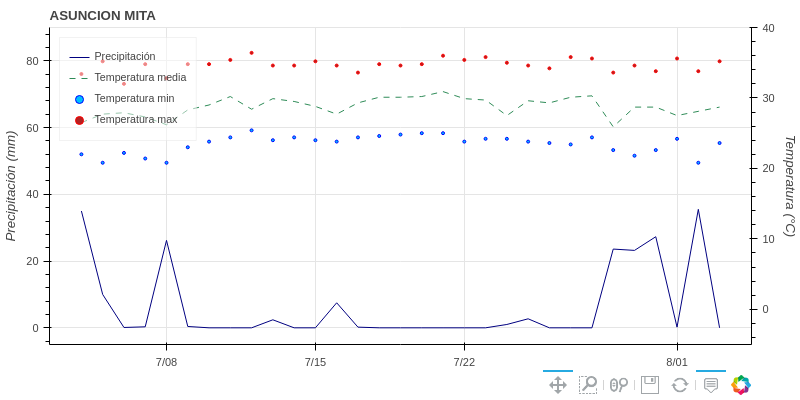 ASUNCION MITA
Precipitación
Temperatura media
Temperatura min
Temperatura max
Precipitación (mm)
80
60
40
20
0
Temperatura (°C)
40
30
20
10
0
7/08
7/15
7/22
8/01